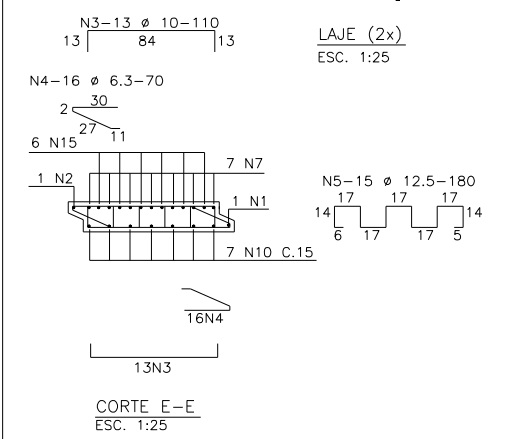 N3-13 ø 10-110
13 84 13
LAJE (2x)
ESC. 1:25
N4-16 ø 6.3-70
30
2
27 11
6 N15
7 N7
1 N2
1 N1
N5-15 ø 12.5-180
17 17 17
14 14
6 17 17 5
7 N10 C.15
16N4
13N3
CORTE E-E
ESC. 1:25